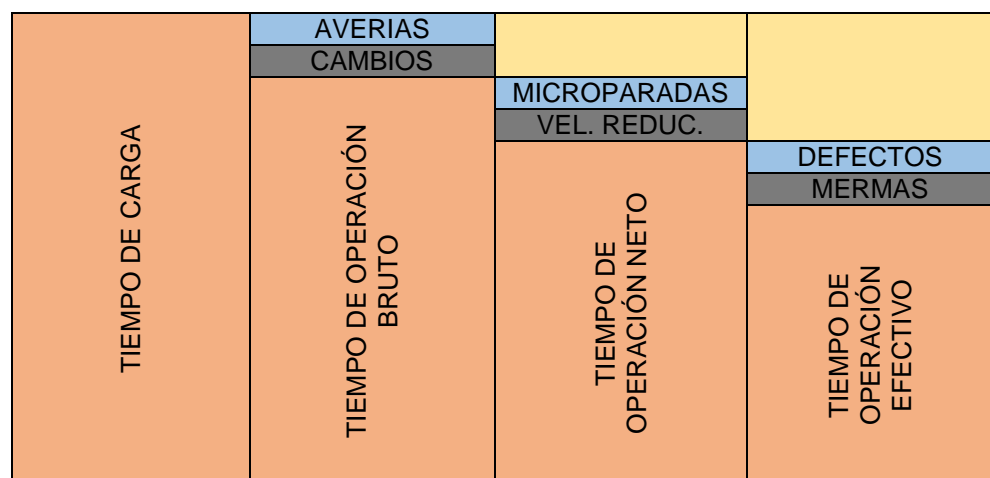 AVERIAS
CAMBIOS
MICROPARADAS
VEL. REDUC.
DEFECTOS
MERMAS
TIEMPO DE CARGA
TIEMPO DE OPERACIÓN
BRUTO
TIEMPO DE
OPERACIÓN NETO
TIEMPO DE
OPERACIÓN
EFECTIVO